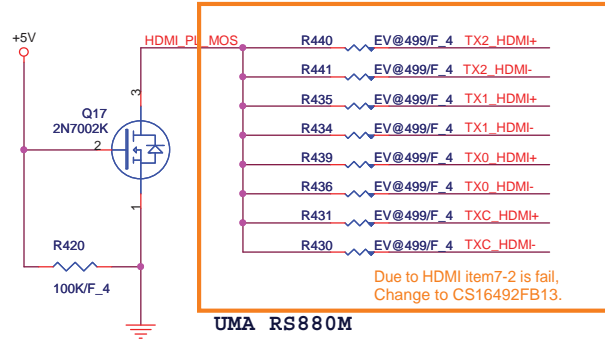 +5V
HDMI_PL_MOS
R440 EV@499/F_4 TX2_HDMI+
R441 EV@499/F_4 TX2_HDMI-
R435 EV@499/F_4 TX1_HDMI+
R434 EV@499/F_4 TX1_HDMI-
R439 EV@499/F_4 TX0_HDMI+
R436 EV@499/F_4 TX0_HDMI-
R431 EV@499/F_4 TXC_HDMI+
R430 EV@499/F_4 TXC_HDMI-
Q17
2N7002K
3
2
1
R420
100K/F_4
Due to HDMI item7-2 is fail,
Change to CS16492FB13.
UMA RS880M